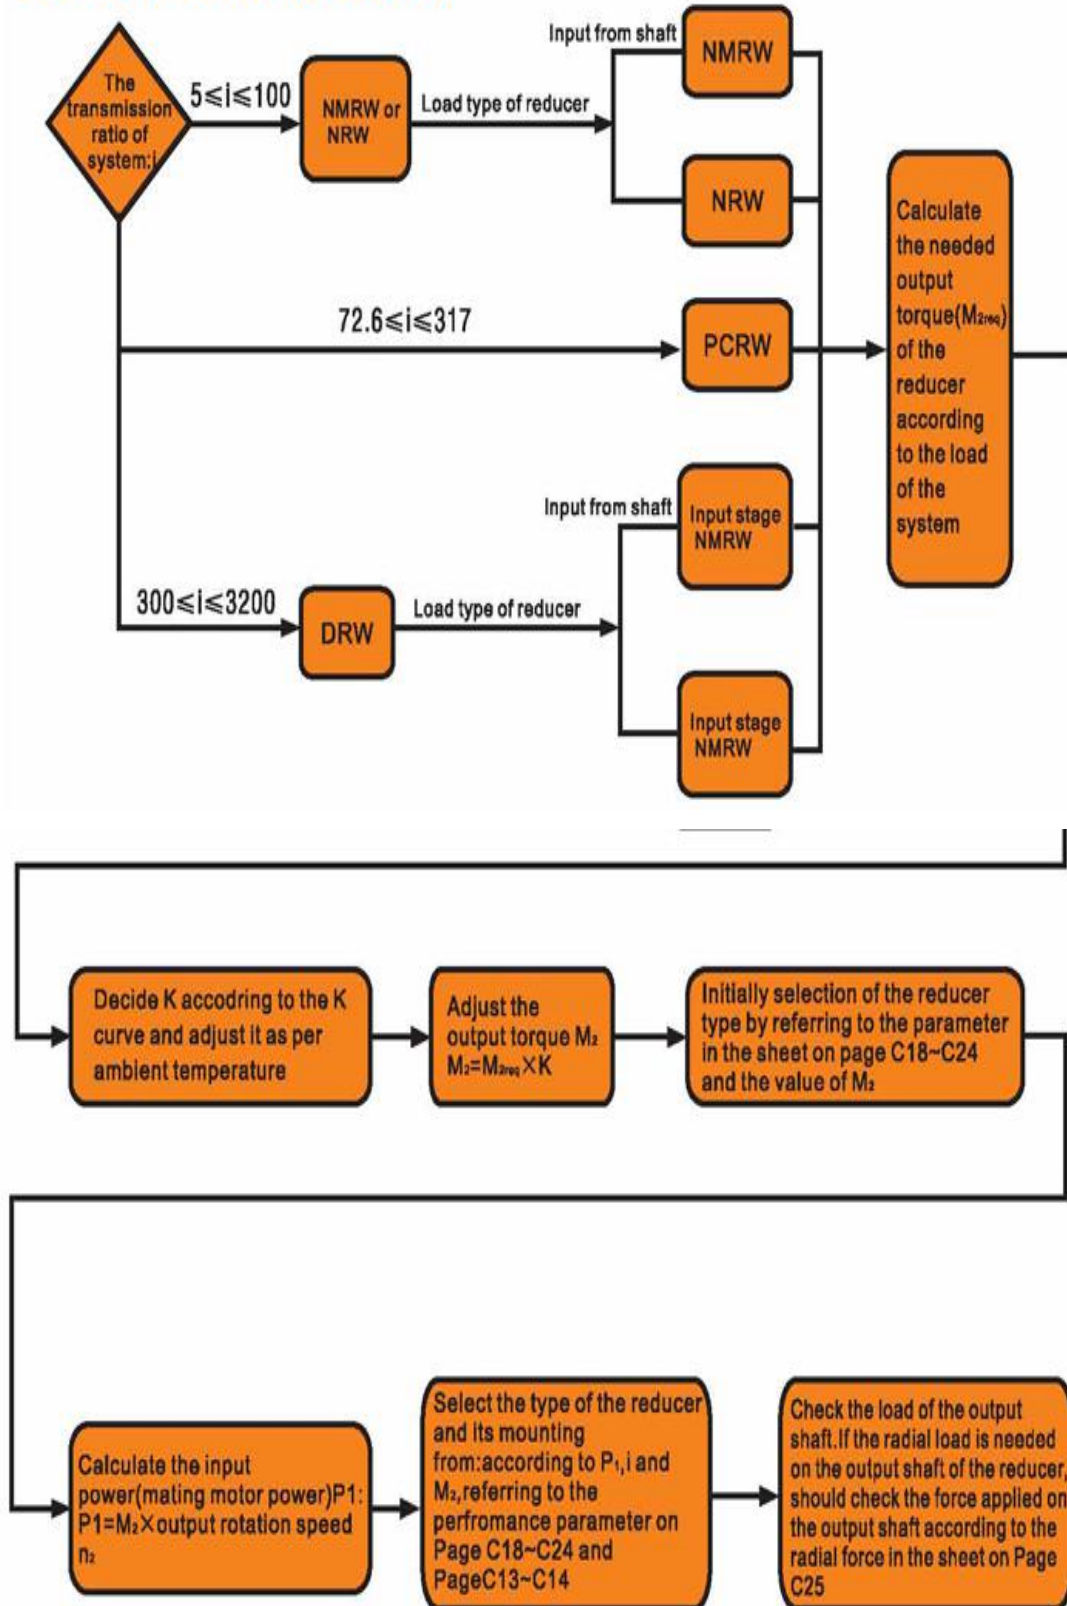 The
transmission
ratio of
system:i
5≤i≤100
NMRW or
NRW
Load type of reducer
Input from shaft
NMRW
NRW
72.6≤i≤317
PCRW
300≤i≤3200
DRW
Load type of reducer
Input from shaft
Input stage
NMRW
Input stage
NMRW
Calculate
the needed
output
torque(M₂req)
of the
reducer
according
to the load
of the
system
Decide K accodring to the K
curve and adjust it as per
ambient temperature
Adjust the
output torque M₂
M₂=M₂req×K
Initially selection of the reducer
type by referring to the parameter
in the sheet on page C18~C24
and the value of M₂
Calculate the input
power(mating motor power)P1:
P1=M₂×output rotation speed
n₂
Select the type of the reducer
and its mounting
from:according to P₁,i and
M₂,referring to the
perfromance parameter on
Page C18~C24 and
PageC13~C14
Check the load of the output
shaft.If the radial load is needed
on the output shaft of the reducer,
should check the force applied on
the output shaft according to the
radial force in the sheet on Page
C25